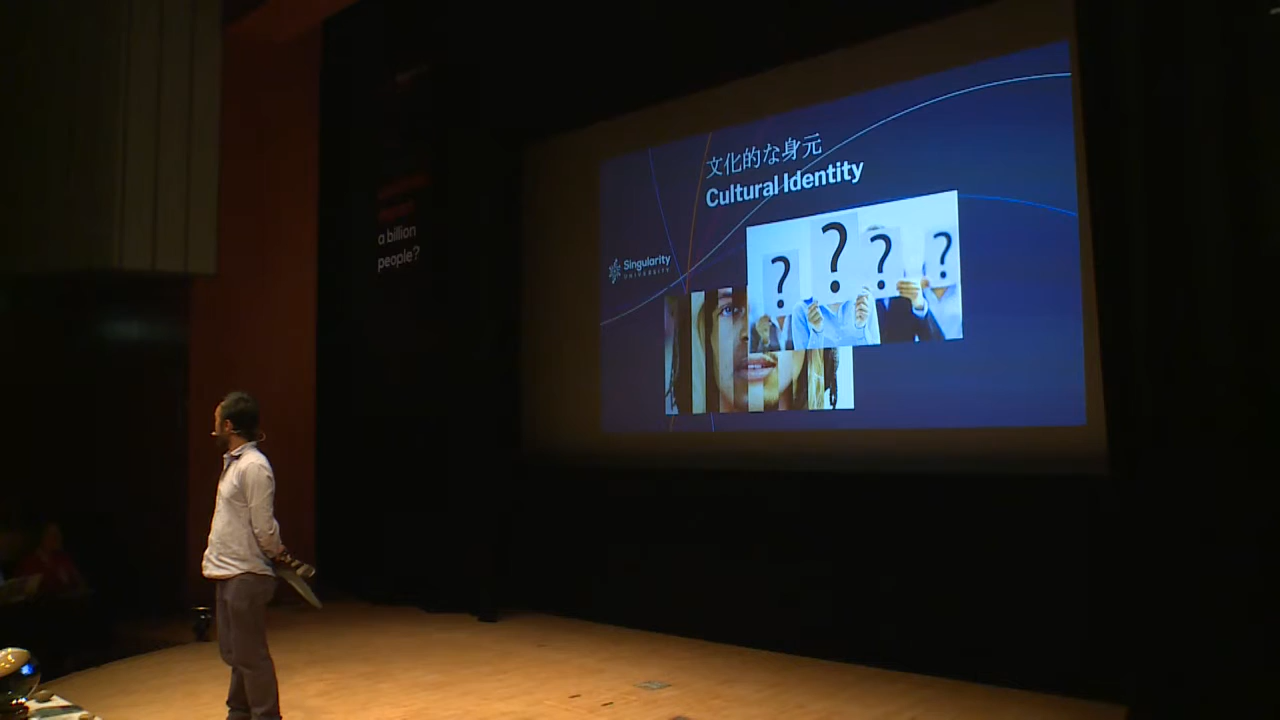 文化的な身元
Cultural Identity
Singularity
UNIVERSITY
? ? ? ?
a billion
people?